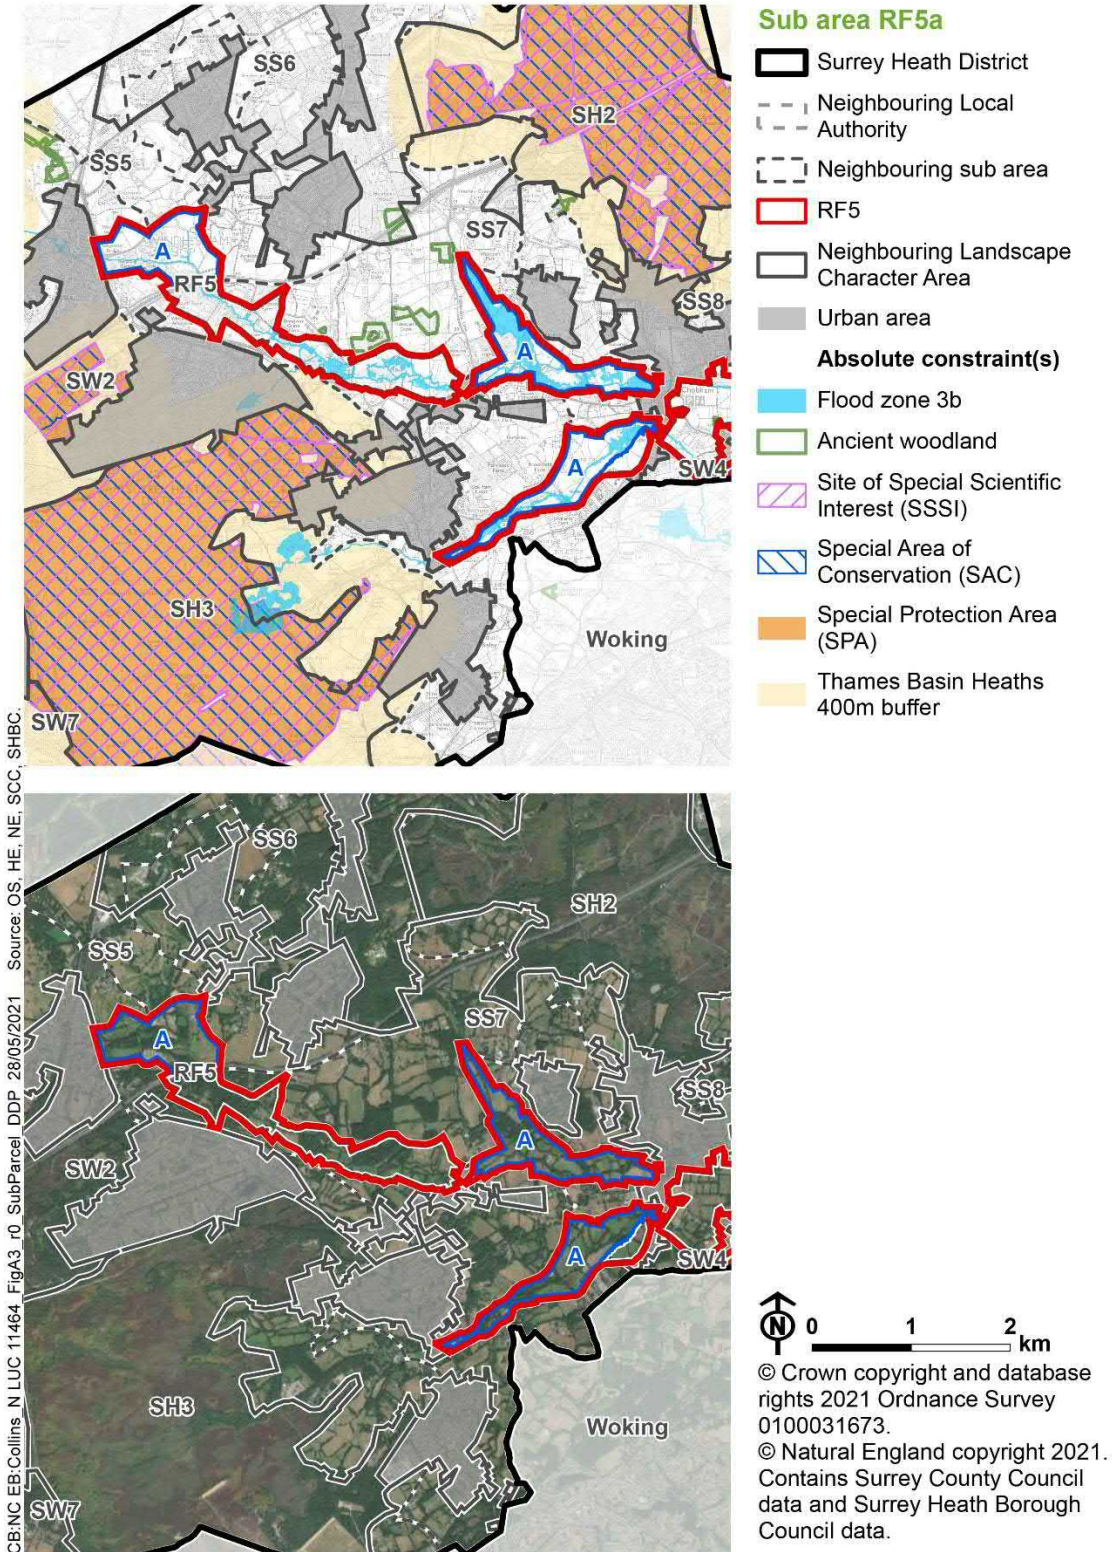 Sub area RF5a
Surrey Heath District
Neighbouring Local
Authority
Neighbouring sub area
RF5
Neighbouring Landscape
Character Area
Urban area
Absolute constraint(s)
Flood zone 3b
Ancient woodland
Site of Special Scientific
Interest (SSSI)
Special Area of
Conservation (SAC)
Special Protection Area
(SPA)
Thames Basin Heaths
400m buffer
SS6
SH2
SS5
SS7
A
RF5
SS8
A
SW2
SW4
A
SH3
Woking
SW7
SS6
SH2
SS5
SS7
A
RF5
SS8
A
SW2
SW4
A
SH3
Woking
SW7
N
0 1 2
km
© Crown copyright and database
rights 2021 Ordnance Survey
0100031673.
© Natural England copyright 2021.
Contains Surrey County Council
data and Surrey Heath Borough
Council data.
CB:NC EB:Collins_N LUC 11464_FigA3_r0_SubParcel_DDP 28/05/2021 Source: OS, HE, NE, SCC, SHBC.